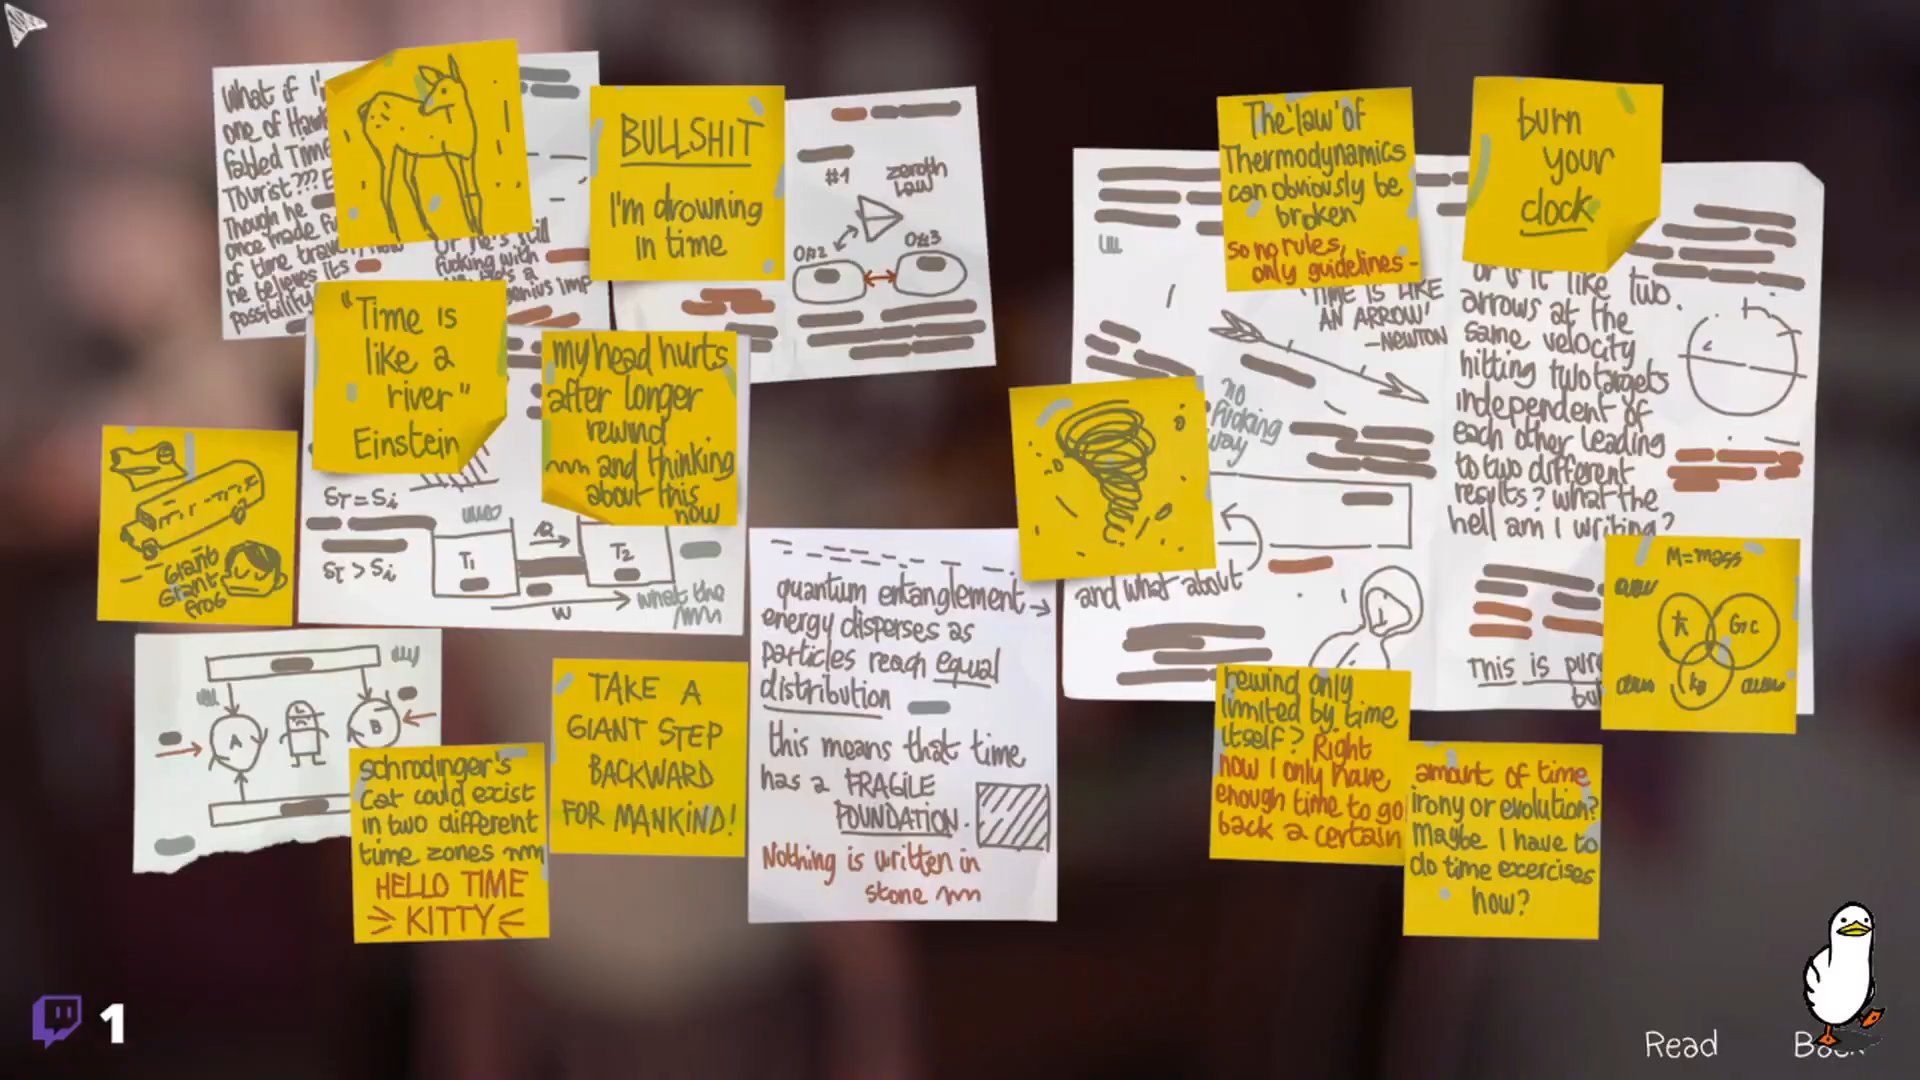 What if I'
one of Hawk
fabled Time
Tourist??? E
Though he
once made fu
of time trave
he believes its
possibility
Or he's still
fucking with
he's a
genius imp
BULLSHIT
I'm drowning
in time
#1
zeroth
law
Ob#2
Ob#3
"Time is
like a
river"
Einstein
my head hurts
after longer
rewind
and thinking
about this
now
Giant
Giant
Frog
ST=Si
ST>Si
T1
Q
T2
W
what the
A
B
schrodinger's
cat could exist
in two different
time zones
HELLO TIME
KITTY
TAKE A
GIANT STEP
BACKWARD
FOR MANKIND!
quantum entanglement
energy disperses as
particles reach equal
distribution
this means that time
has a FRAGILE
FOUNDATION.
Nothing is written in
stone
The 'law' of
Thermodynamics
can obviously be
broken
so no rules,
only guidelines-
burn
your
clock
'TIME IS LIKE
AN ARROW'
-NEWTON
no
fucking
way
and what about
or is it like two
arrows at the
same velocity
hitting two targets
independent of
each other leading
to two different
results? what the
hell am I writing?
This is pur
bul
M=mass
ħ
G,c
kB
rewind only
limited by time
itself? Right
now I only have
enough time to go
back a certain
amount of time
irony or evolution?
Maybe I have to
do time exercises
now?
1
Read
Back